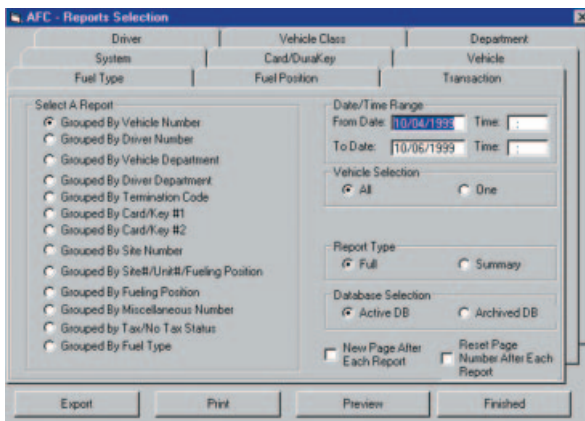 AFC - Reports Selection
Driver Vehicle Class Department
System Card/DuraKey Vehicle
Fuel Type Fuel Position Transaction
Select A Report
Grouped By Vehicle Number
Grouped By Driver Number
Grouped By Vehicle Department
Grouped By Driver Department
Grouped By Termination Code
Grouped By Card/Key #1
Grouped By Card/Key #2
Grouped By Site Number
Grouped By Site#/Unit#/Fueling Position
Grouped By Fueling Position
Grouped By Miscellaneous Number
Grouped by Tax/No Tax Status
Grouped By Fuel Type
Date/Time Range
From Date: 10/04/1999 Time: :
To Date: 10/06/1999 Time: :
Vehicle Selection
All One
Report Type
Full Summary
Database Selection
Active DB Archived DB
New Page After
Each Report
Reset Page
Number After Each
Report
Export Print Preview Finished